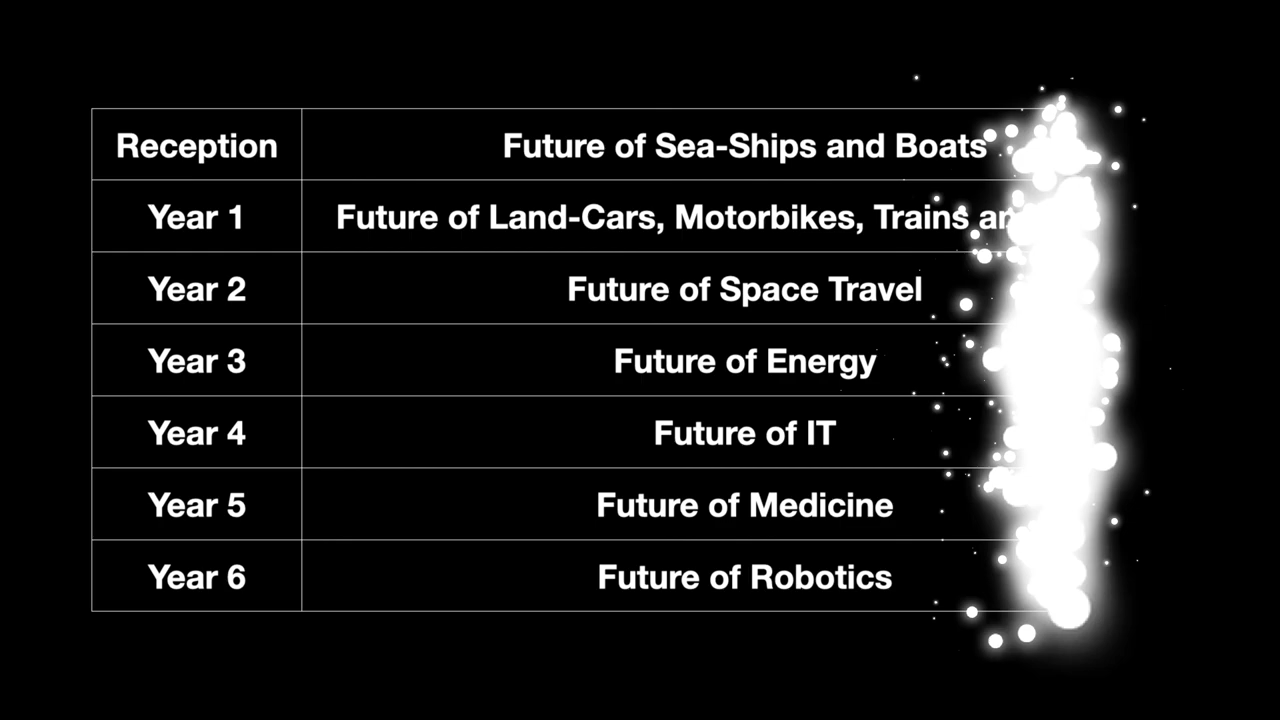 Reception
Future of Sea-Ships and Boats
Year 1
Future of Land-Cars, Motorbikes, Trains
Year 2
Future of Space Travel
Year 3
Future of Energy
Year 4
Future of IT
Year 5
Future of Medicine
Year 6
Future of Robotics